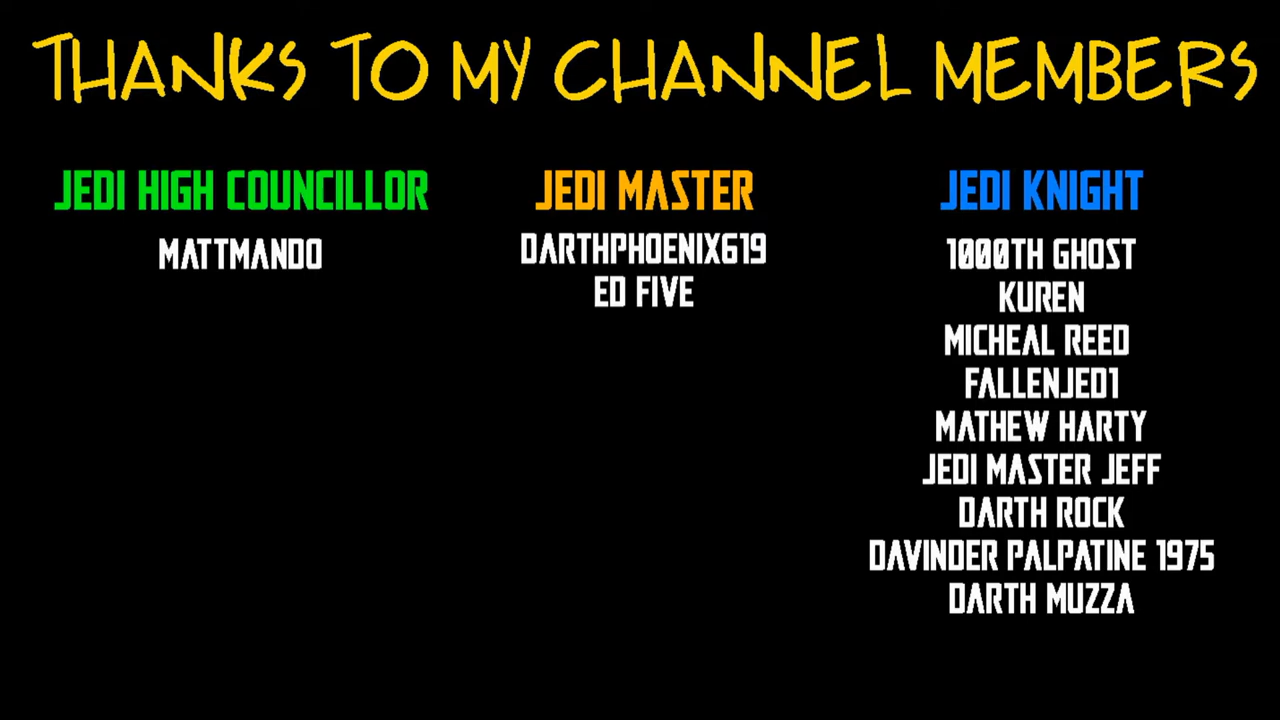 THANKS TO MY CHANNEL MEMBERS
JEDI HIGH COUNCILLOR
MATTMANDO
JEDI MASTER
DARTHPHOENIX619
ED FIVE
JEDI KNIGHT
1000TH GHOST
KUREN
MICHEAL REED
FALLENJED1
MATHEW HARTY
JEDI MASTER JEFF
DARTH ROCK
DAVINDER PALPATINE 1975
DARTH MUZZA